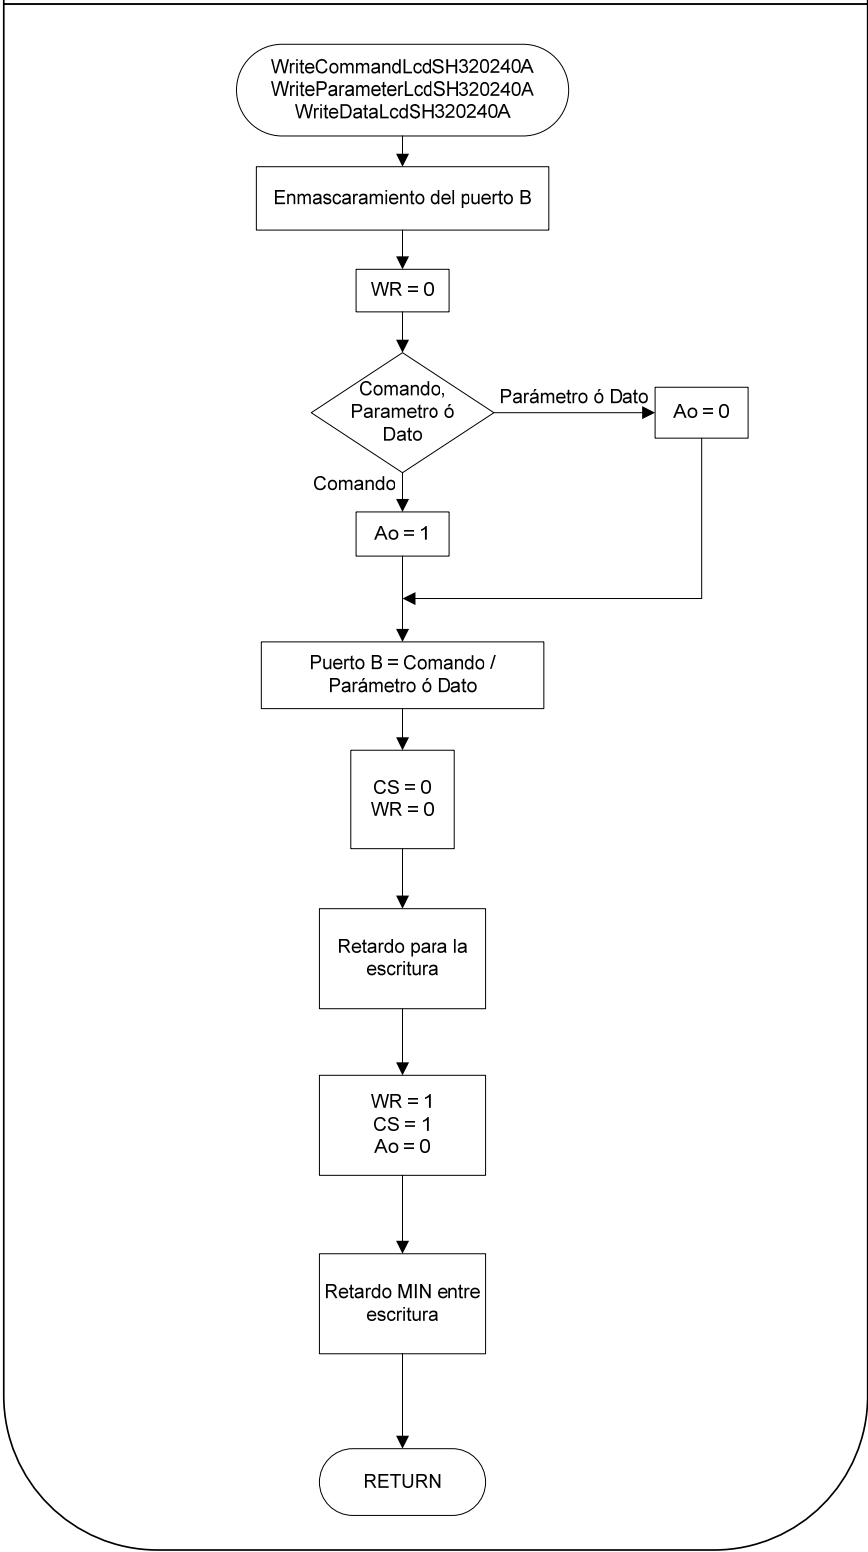 WriteCommandLcdSH320240A
WriteParameterLcdSH320240A
WriteDataLcdSH320240A
Enmascaramiento del puerto B
WR = 0
Comando,
Parametro ó
Dato
Parámetro ó Dato
Ao = 0
Comando
Ao = 1
Puerto B = Comando /
Parámetro ó Dato
CS = 0
WR = 0
Retardo para la
escritura
WR = 1
CS = 1
Ao = 0
Retardo MIN entre
escritura
RETURN